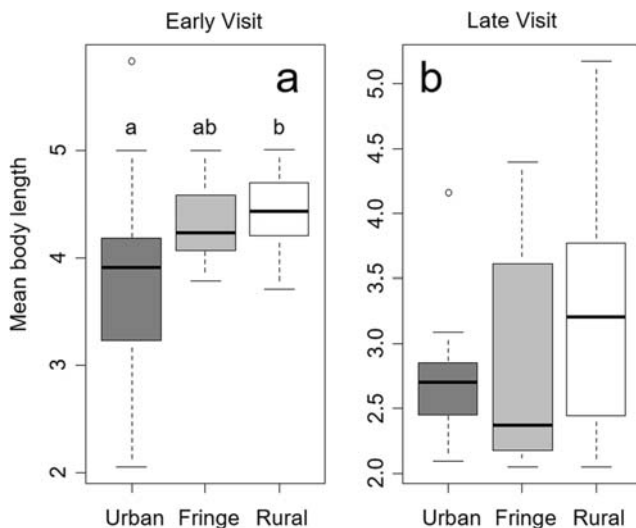 Early Visit
Late Visit
a
b
a
ab
b
Mean body length
5
4
3
2
5.0
4.5
4.0
3.5
3.0
2.5
2.0
Urban Fringe Rural
Urban Fringe Rural